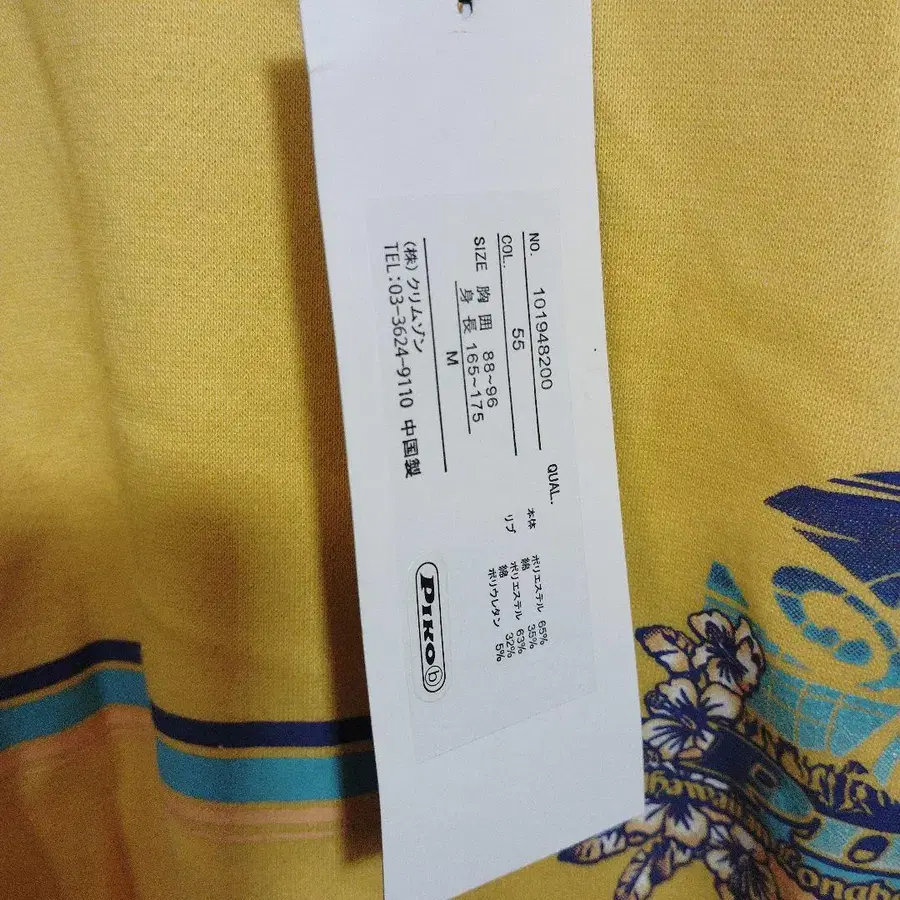 NO. 101948200
COL. 55
SIZE 胸囲 88~96
身長 165~175
M
(株)クリムゾン
TEL:03-3624-9110 中国製
QUAL.
本体 ポリエステル 65%
綿 35%
リブ ポリエステル 63%
綿 32%
ポリウレタン 5%
PIKO b